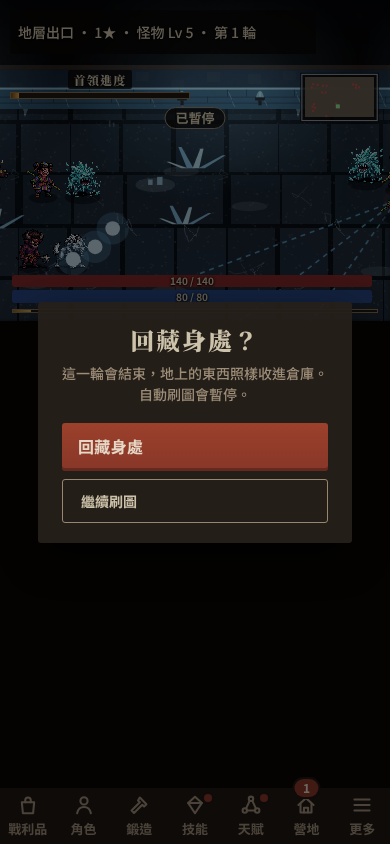 地層出口 • 1★ • 怪物 Lv 5 • 第 1 輪
首領進度
已暫停
140 / 140
80 / 80
回藏身處？
這一輪會結束，地上的東西照樣收進倉庫。
自動刷圖會暫停。
回藏身處
繼續刷圖
1
戰利品
角色
鍛造
技能
天賦
營地
更多